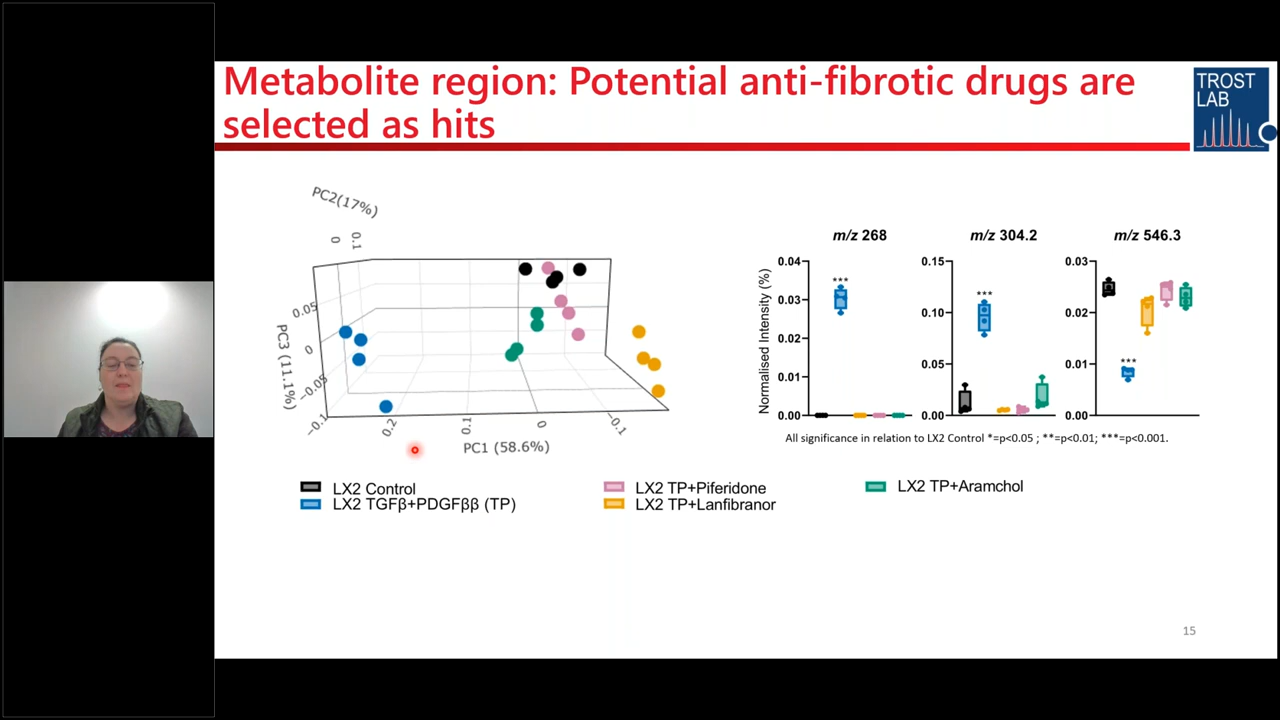 Metabolite region: Potential anti-fibrotic drugs are
selected as hits
TROST
LAB
PC2(17%)
0
0.1
0.05
0
−0.05
−0.1
PC3 (11.1%)
0.2
0.1
0
−0.1
PC1 (58.6%)
m/z 268
m/z 304.2
m/z 546.3
Normalised Intensity (%)
0.04
0.03
0.02
0.01
0.00
***
0.15
0.10
0.05
0.00
***
0.03
0.02
0.01
0.00
***
All significance in relation to LX2 Control *=p<0.05 ; **=p<0.01; ***=p<0.001.
LX2 Control
LX2 TGFβ+PDGFββ (TP)
LX2 TP+Piferidone
LX2 TP+Lanfibranor
LX2 TP+Aramchol
15